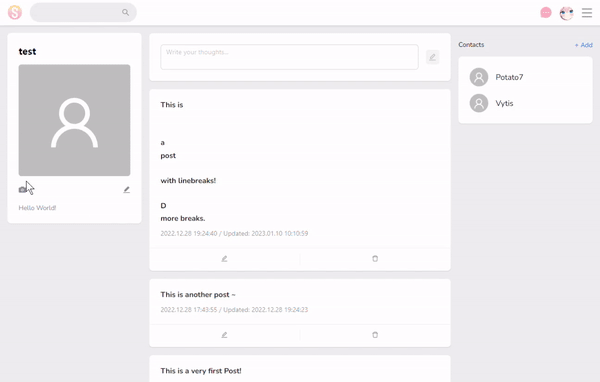 S
test
Hello World!
Write your thoughts...
This is
a
post
with linebreaks!
D
more breaks.
2022.12.28 19:24:40 / Updated: 2023.01.10 10:10:59
This is another post ~
2022.12.28 17:43:55 / Updated: 2022.12.28 19:24:23
This is a very first Post!
Contacts
+ Add
Potato7
Vytis